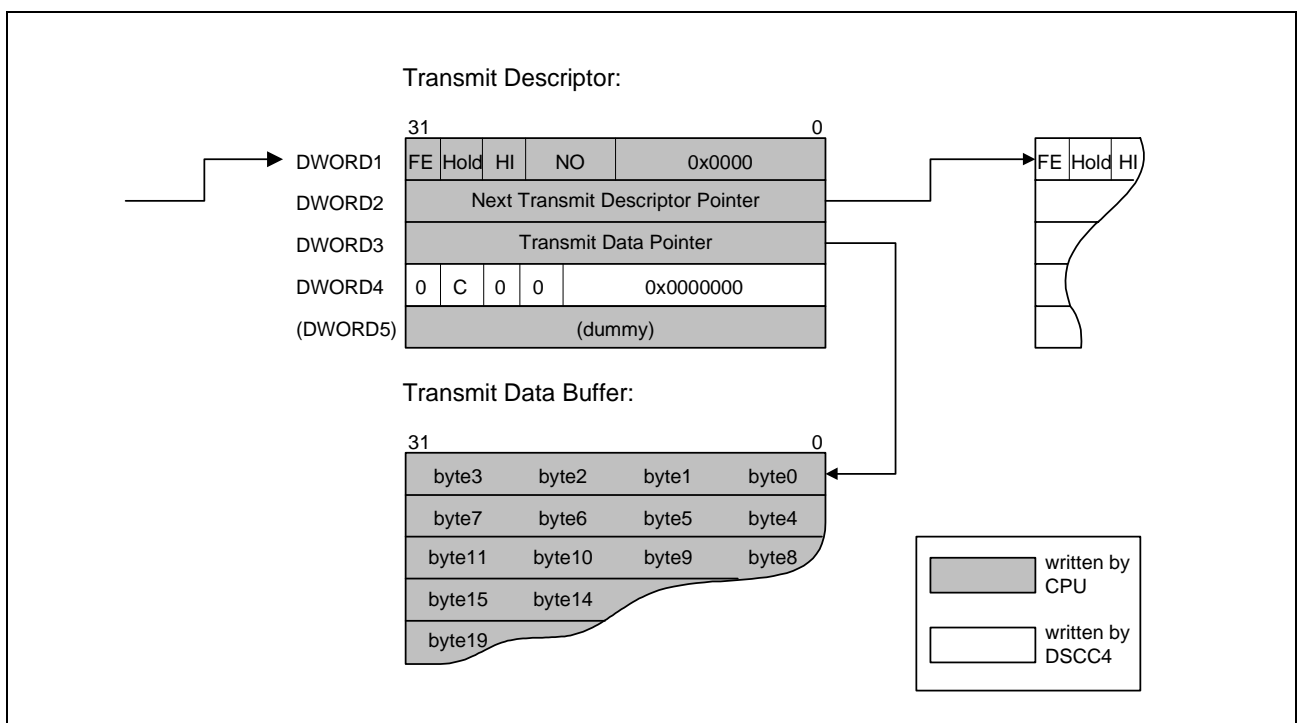 Transmit Descriptor:
31 0
DWORD1 FE Hold HI NO 0x0000 FE Hold HI
DWORD2 Next Transmit Descriptor Pointer
DWORD3 Transmit Data Pointer
DWORD4 0 C 0 0 0x0000000
(DWORD5) (dummy)
Transmit Data Buffer:
31 0
byte3 byte2 byte1 byte0
byte7 byte6 byte5 byte4
byte11 byte10 byte9 byte8
byte15 byte14
byte19
written by
CPU
written by
DSCC4